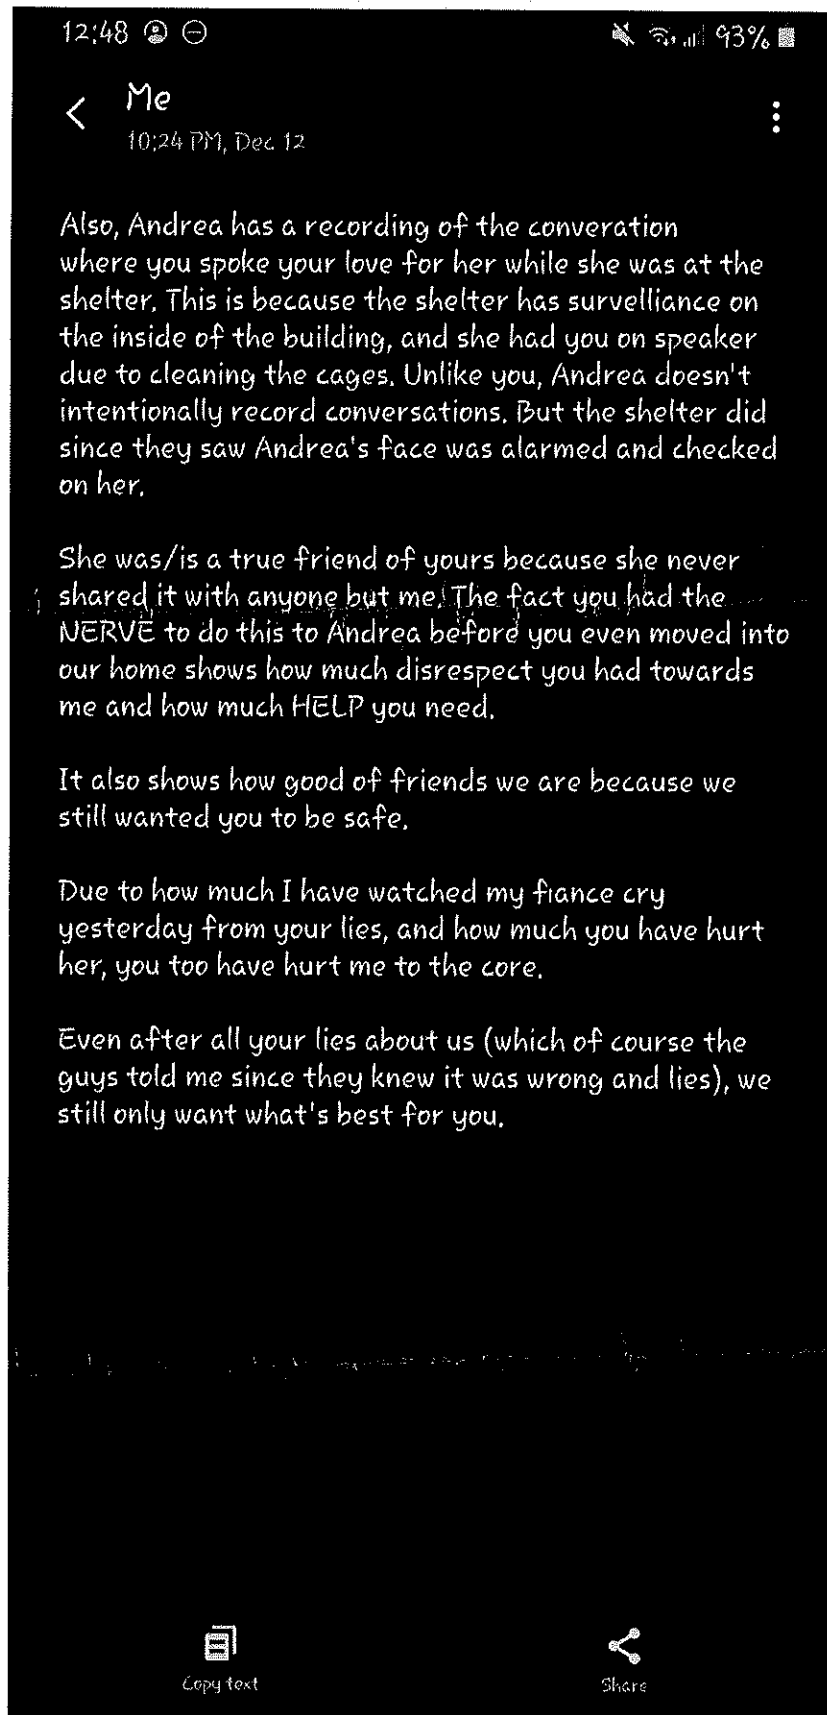 12:48 93%
Me
10:24 PM, Dec 12
Also, Andrea has a recording of the converation
where you spoke your love for her while she was at the
shelter. This is because the shelter has survelliance on
the inside of the building, and she had you on speaker
due to cleaning the cages. Unlike you, Andrea doesn't
intentionally record conversations. But the shelter did
since they saw Andrea's face was alarmed and checked
on her.
She was/is a true friend of yours because she never
shared it with anyone but me. The fact you had the
NERVE to do this to Andrea before you even moved into
our home shows how much disrespect you had towards
me and how much HELP you need.
It also shows how good of friends we are because we
still wanted you to be safe.
Due to how much I have watched my fiance cry
yesterday from your lies, and how much you have hurt
her, you too have hurt me to the core.
Even after all your lies about us (which of course the
guys told me since they knew it was wrong and lies), we
still only want what's best for you.
Copy text
Share